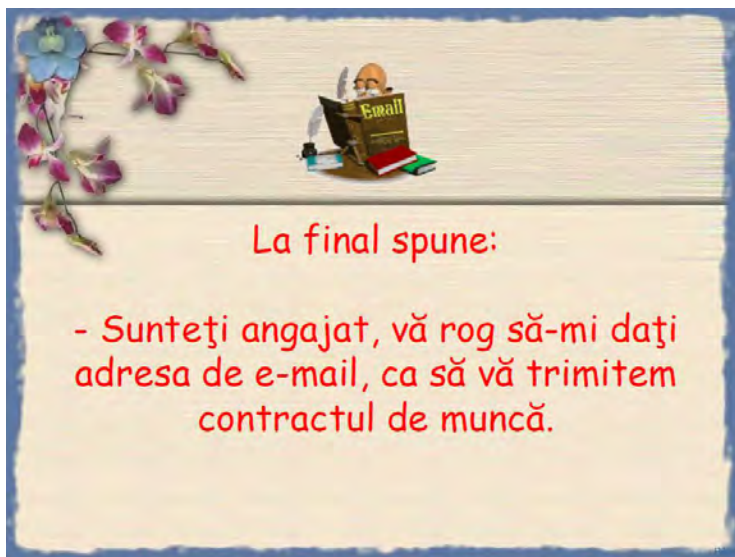 Email
La final spune:
- Sunteţi angajat, vă rog să-mi daţi
adresa de e-mail, ca să vă trimitem
contractul de muncă.